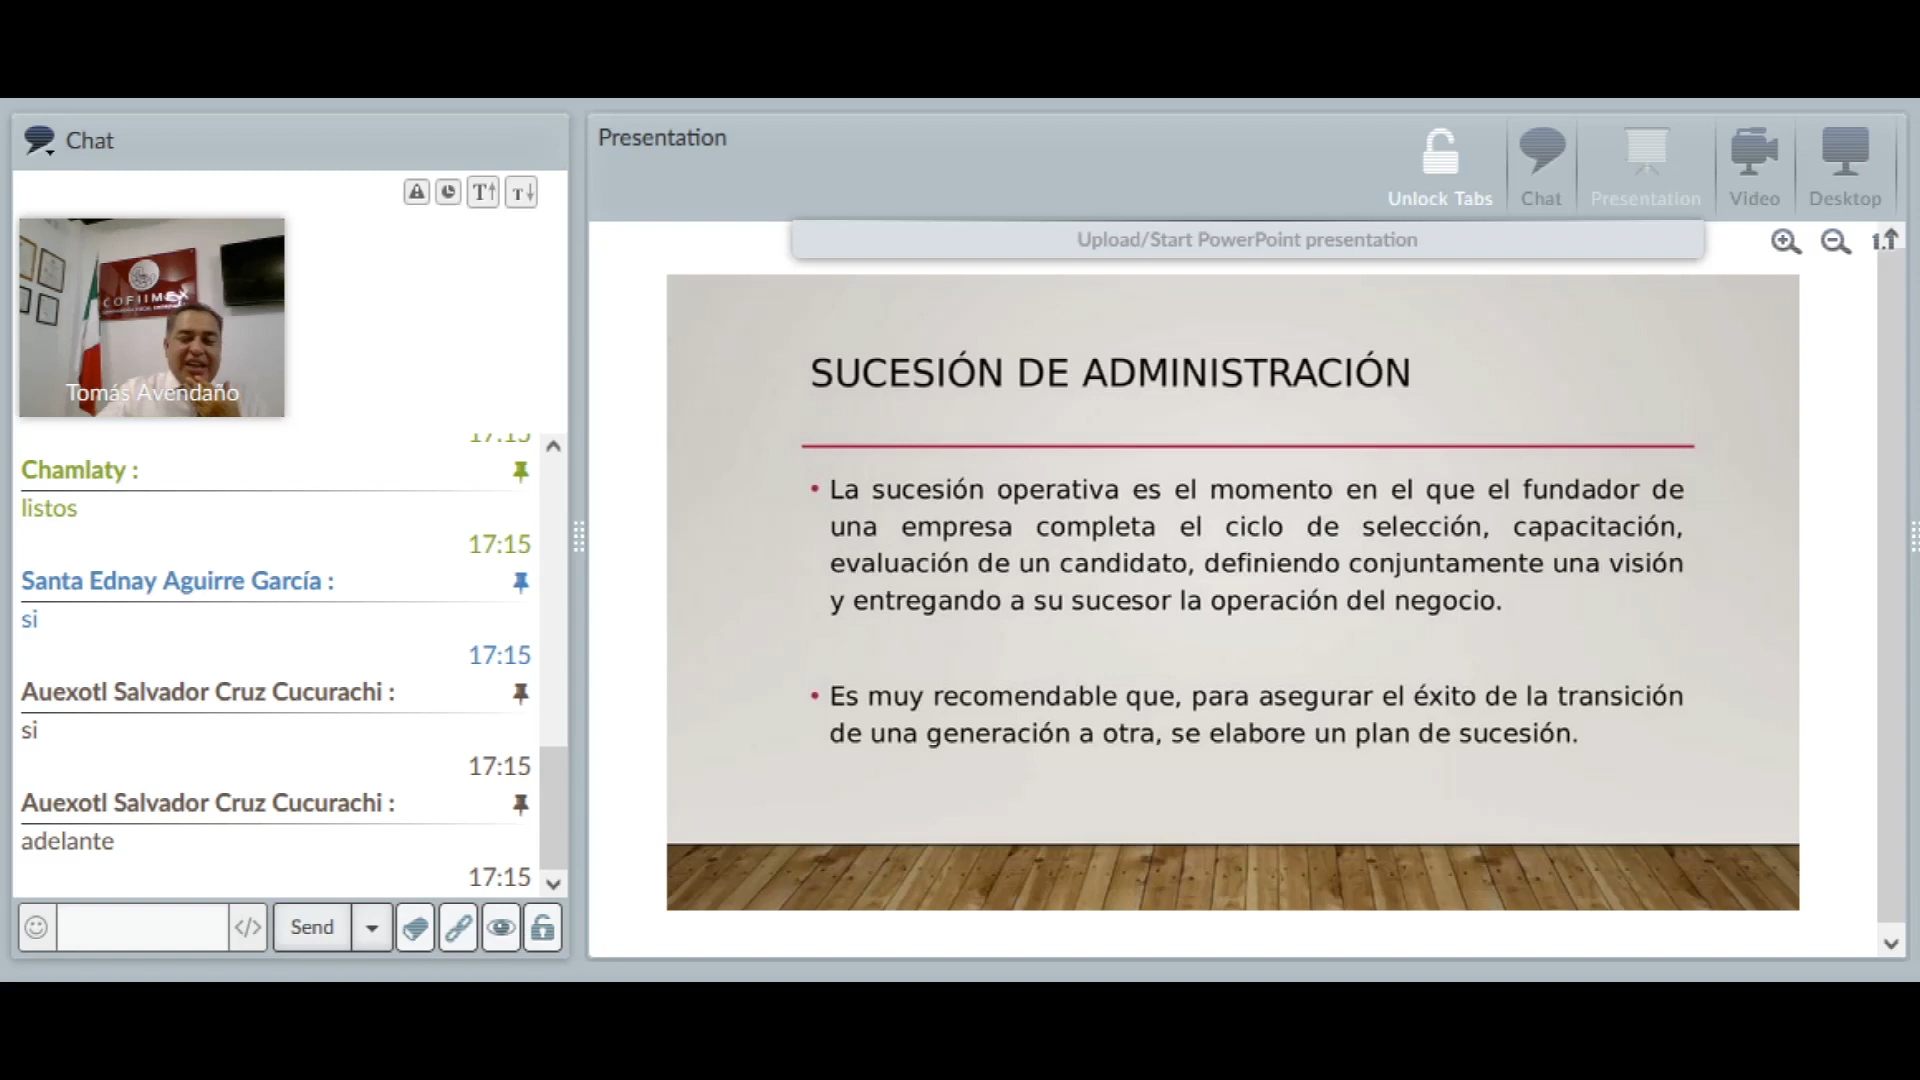 Chat
COFIIMEX
Tomás Avendaño
17:15
Chamlaty :
listos
17:15
Santa Ednay Aguirre García :
si
17:15
Auexotl Salvador Cruz Cucurachi :
si
17:15
Auexotl Salvador Cruz Cucurachi :
adelante
17:15
Send
Presentation
Unlock Tabs
Chat
Presentation
Video
Desktop
Upload/Start PowerPoint presentation
SUCESIÓN DE ADMINISTRACIÓN
• La sucesión operativa es el momento en el que el fundador de
una empresa completa el ciclo de selección, capacitación,
evaluación de un candidato, definiendo conjuntamente una visión
y entregando a su sucesor la operación del negocio.
• Es muy recomendable que, para asegurar el éxito de la transición
de una generación a otra, se elabore un plan de sucesión.